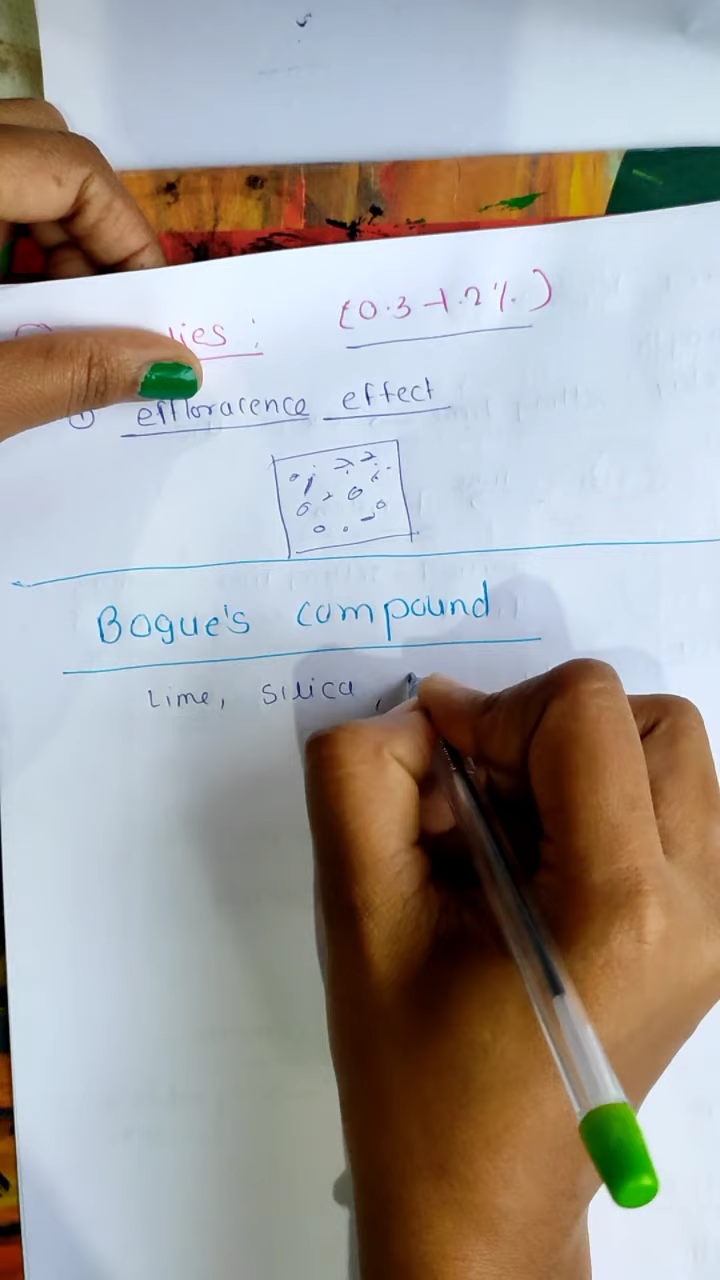 (0.3-1.2%)
efflorarence effect
Bogue's compound
Lime, Silica,